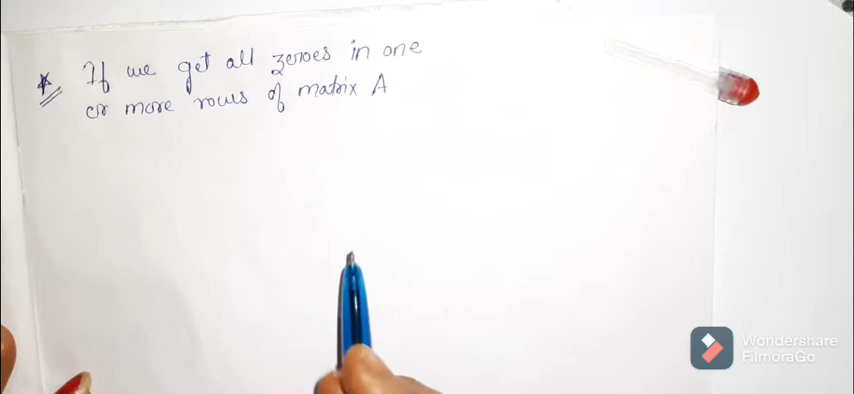 * If we get all zeroes in one
or more rows of matrix A
Wondershare
FilmoraGo